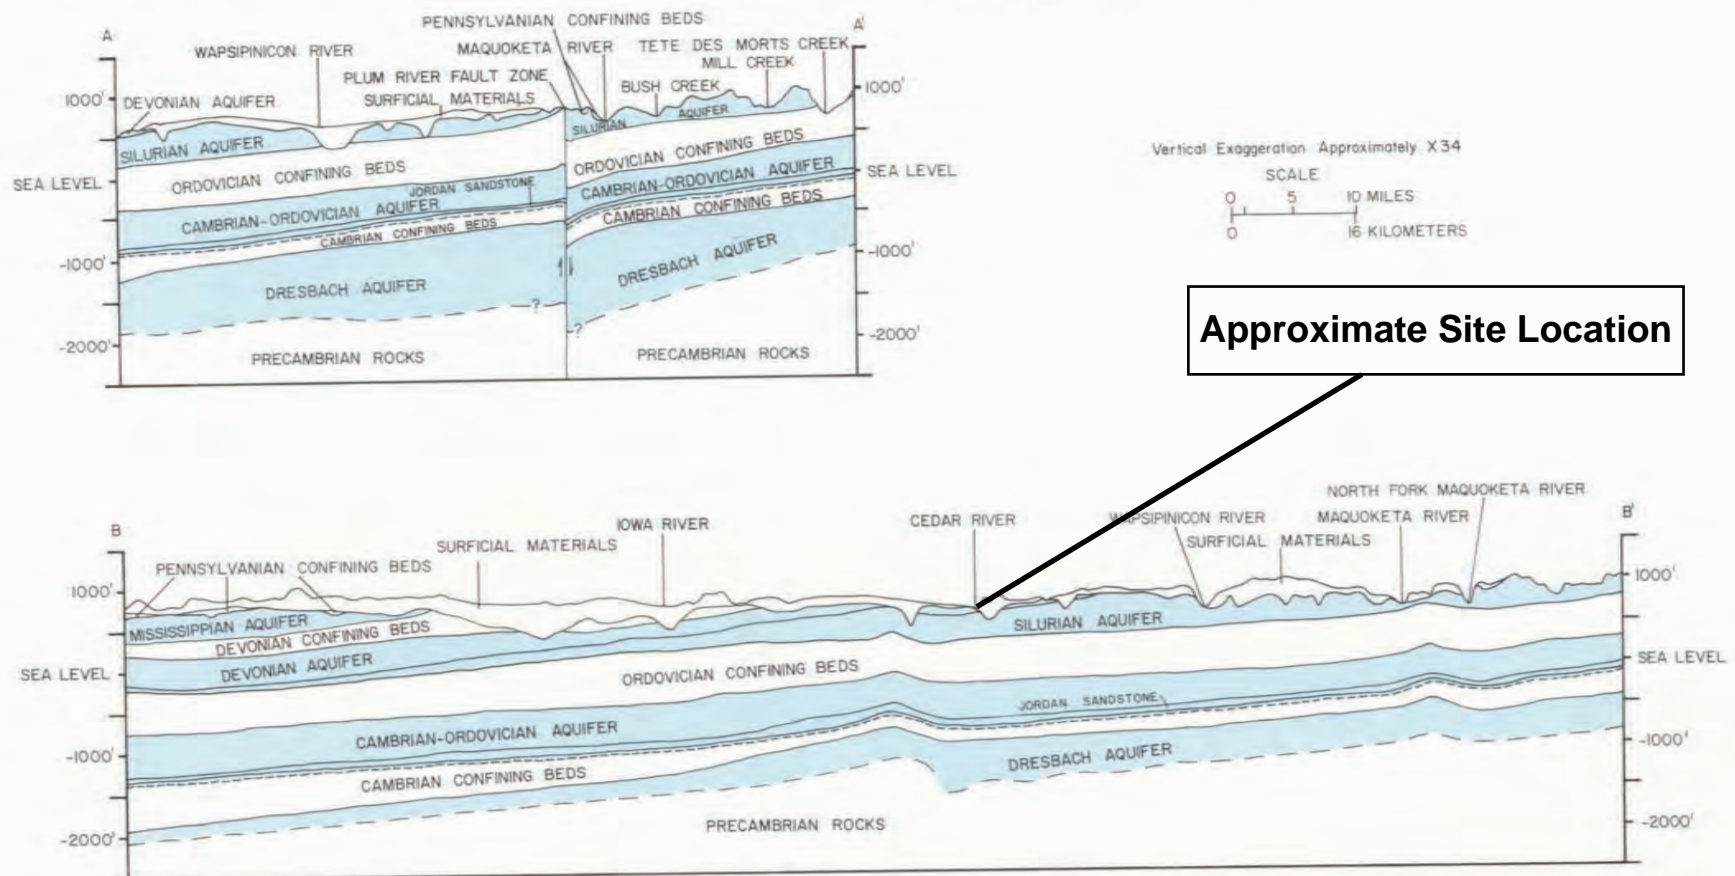 PENNSYLVANIAN CONFINING BEDS
A
A'
WAPSIPINICON RIVER
MAQUOKETA RIVER
TETE DES MORTS CREEK
MILL CREEK
PLUM RIVER FAULT ZONE
BUSH CREEK
1000'
DEVONIAN AQUIFER
SURFICIAL MATERIALS
1000'
SILURIAN
AQUIFER
SILURIAN AQUIFER
ORDOVICIAN CONFINING BEDS
ORDOVICIAN CONFINING BEDS
SEA LEVEL
JORDAN SANDSTONE
CAMBRIAN-ORDOVICIAN AQUIFER
SEA LEVEL
CAMBRIAN-ORDOVICIAN AQUIFER
CAMBRIAN CONFINING BEDS
CAMBRIAN CONFINING BEDS
-1000'
DRESBACH AQUIFER
-1000'
DRESBACH AQUIFER
?
?
-2000'
PRECAMBRIAN ROCKS
PRECAMBRIAN ROCKS
-2000'
Vertical Exaggeration Approximately X34
SCALE
0 5 10 MILES
0 16 KILOMETERS
Approximate Site Location
B
B'
SURFICIAL MATERIALS
IOWA RIVER
CEDAR RIVER
WAPSIPINICON RIVER
NORTH FORK MAQUOKETA RIVER
MAQUOKETA RIVER
SURFICIAL MATERIALS
PENNSYLVANIAN CONFINING BEDS
1000'
1000'
MISSISSIPPIAN AQUIFER
DEVONIAN CONFINING BEDS
SILURIAN AQUIFER
DEVONIAN AQUIFER
SEA LEVEL
ORDOVICIAN CONFINING BEDS
SEA LEVEL
JORDAN SANDSTONE
CAMBRIAN-ORDOVICIAN AQUIFER
-1000'
DRESBACH AQUIFER
-1000'
CAMBRIAN CONFINING BEDS
-2000'
PRECAMBRIAN ROCKS
-2000'